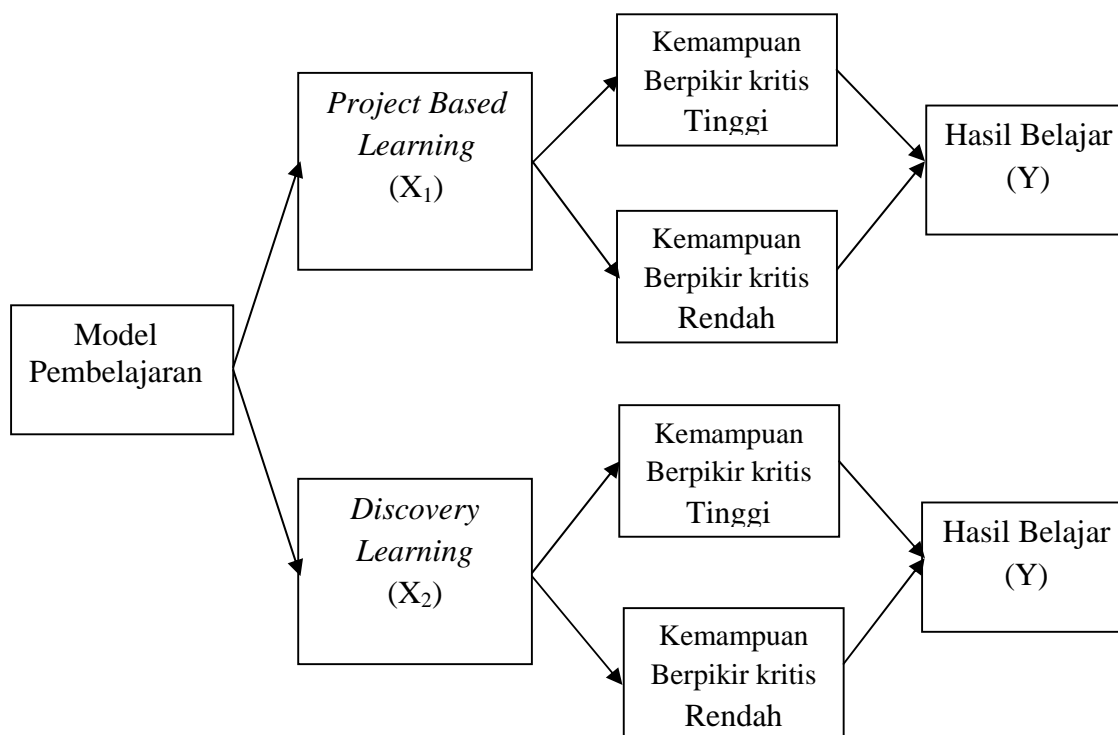 Kemampuan
Berpikir kritis
Tinggi
Project Based
Learning
(X₁)
Hasil Belajar
(Y)
Kemampuan
Berpikir kritis
Rendah
Model
Pembelajaran
Kemampuan
Berpikir kritis
Tinggi
Discovery
Learning
(X₂)
Hasil Belajar
(Y)
Kemampuan
Berpikir kritis
Rendah